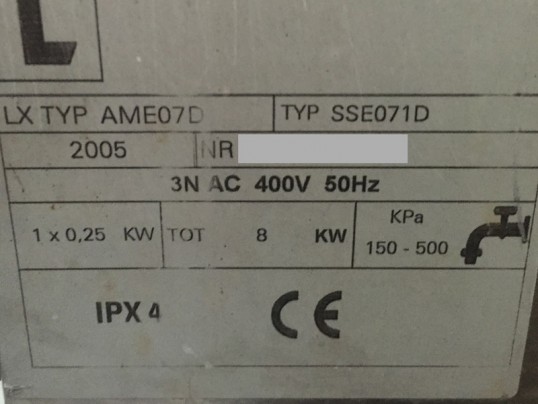 L
LX TYP AME07D TYP SSE071D
2005 NR
3N AC 400V 50Hz
1 x 0,25 KW TOT 8 KW KPa 150 - 500
IPX 4 CE